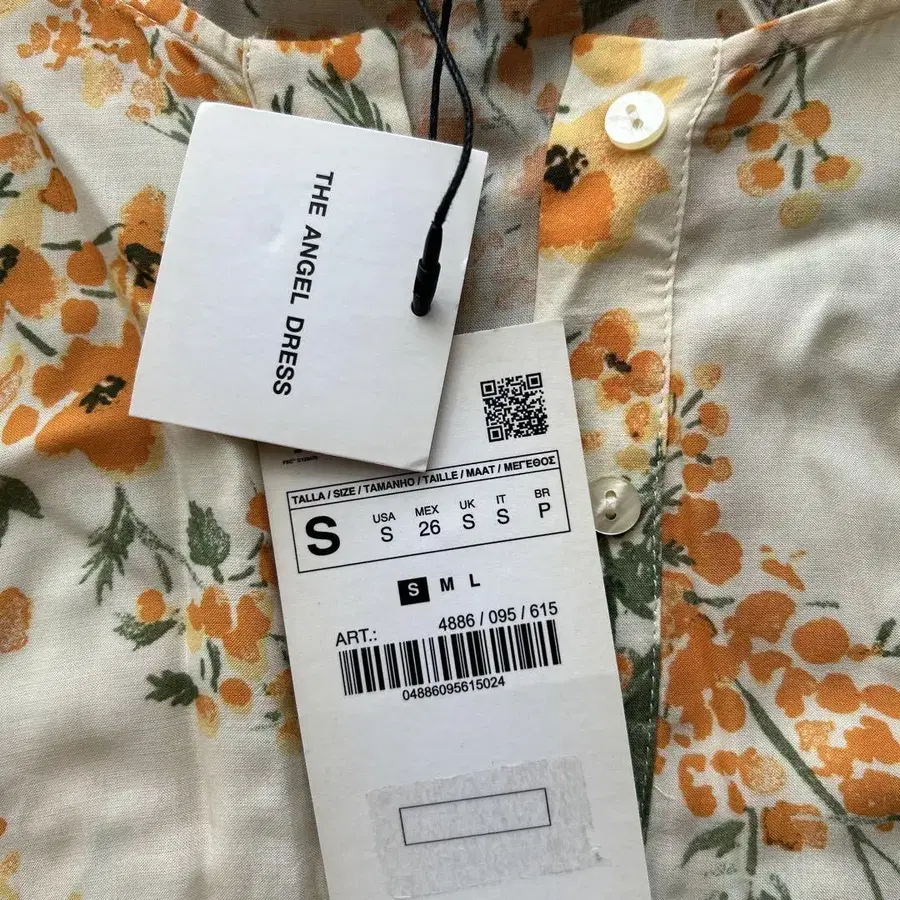 THE ANGEL DRESS
TALLA / SIZE / TAMANHO / TAILLE / MAAT / ΜΕΓΕΘΟΣ
S
USA MEX UK IT BR
S 26 S S P
S M L
ART.: 4886 / 095 / 615
04886095615024